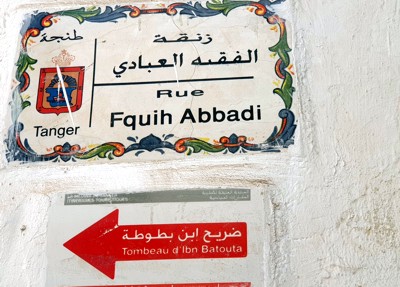 زنقة
طنجة
الفقيه العبادي
Rue
Fquih Abbadi
Tanger
ضريح ابن بطوطة
Tombeau d'Ibn Batouta